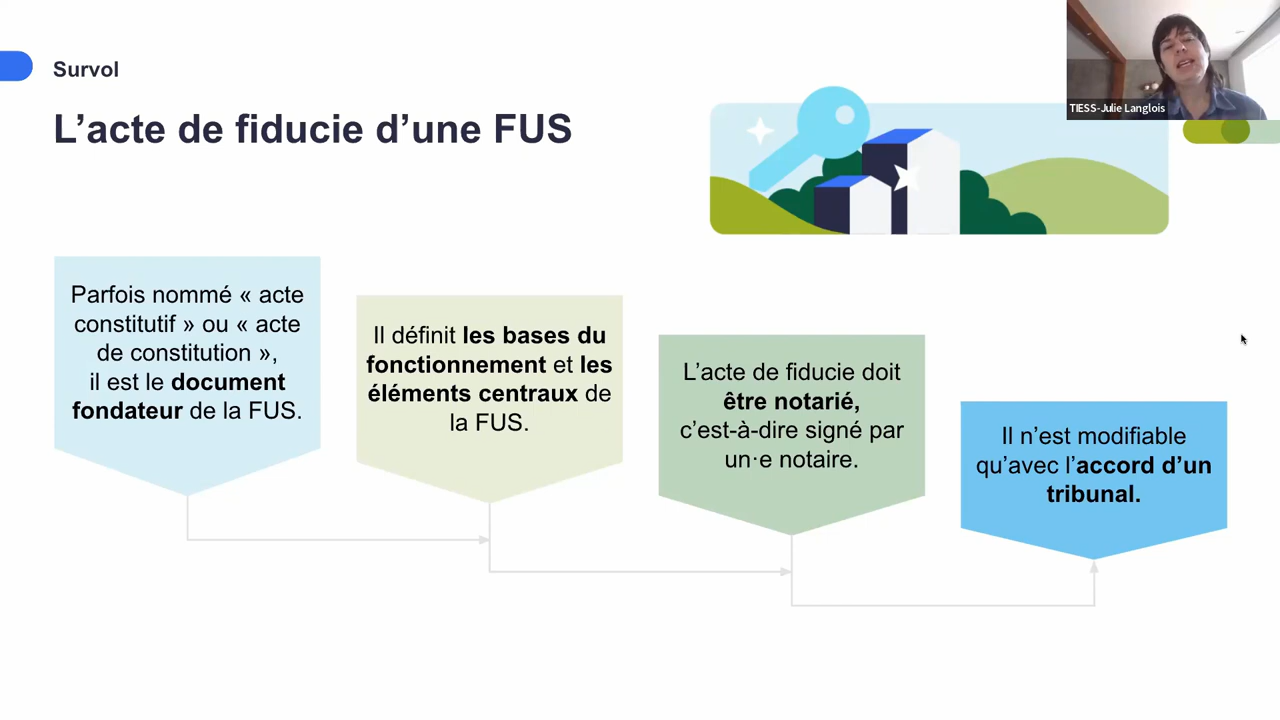 Survol
L’acte de fiducie d’une FUS
TIESS-Julie Langlois
Parfois nommé « acte
constitutif » ou « acte
de constitution »,
il est le document
fondateur de la FUS.
Il définit les bases du
fonctionnement et les
éléments centraux de
la FUS.
L’acte de fiducie doit
être notarié,
c’est-à-dire signé par
un·e notaire.
Il n’est modifiable
qu’avec l’accord d’un
tribunal.